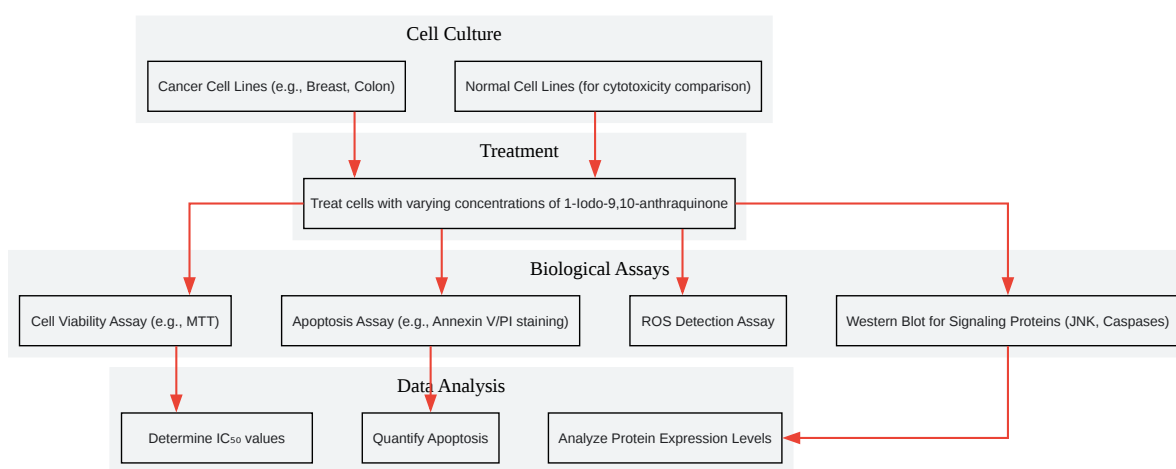 Cell Culture
Cancer Cell Lines (e.g., Breast, Colon)
Normal Cell Lines (for cytotoxicity comparison)
Treatment
Treat cells with varying concentrations of 1-Iodo-9,10-anthraquinone
Biological Assays
Cell Viability Assay (e.g., MTT)
Apoptosis Assay (e.g., Annexin V/PI staining)
ROS Detection Assay
Western Blot for Signaling Proteins (JNK, Caspases)
Data Analysis
Determine IC₅₀ values
Quantify Apoptosis
Analyze Protein Expression Levels